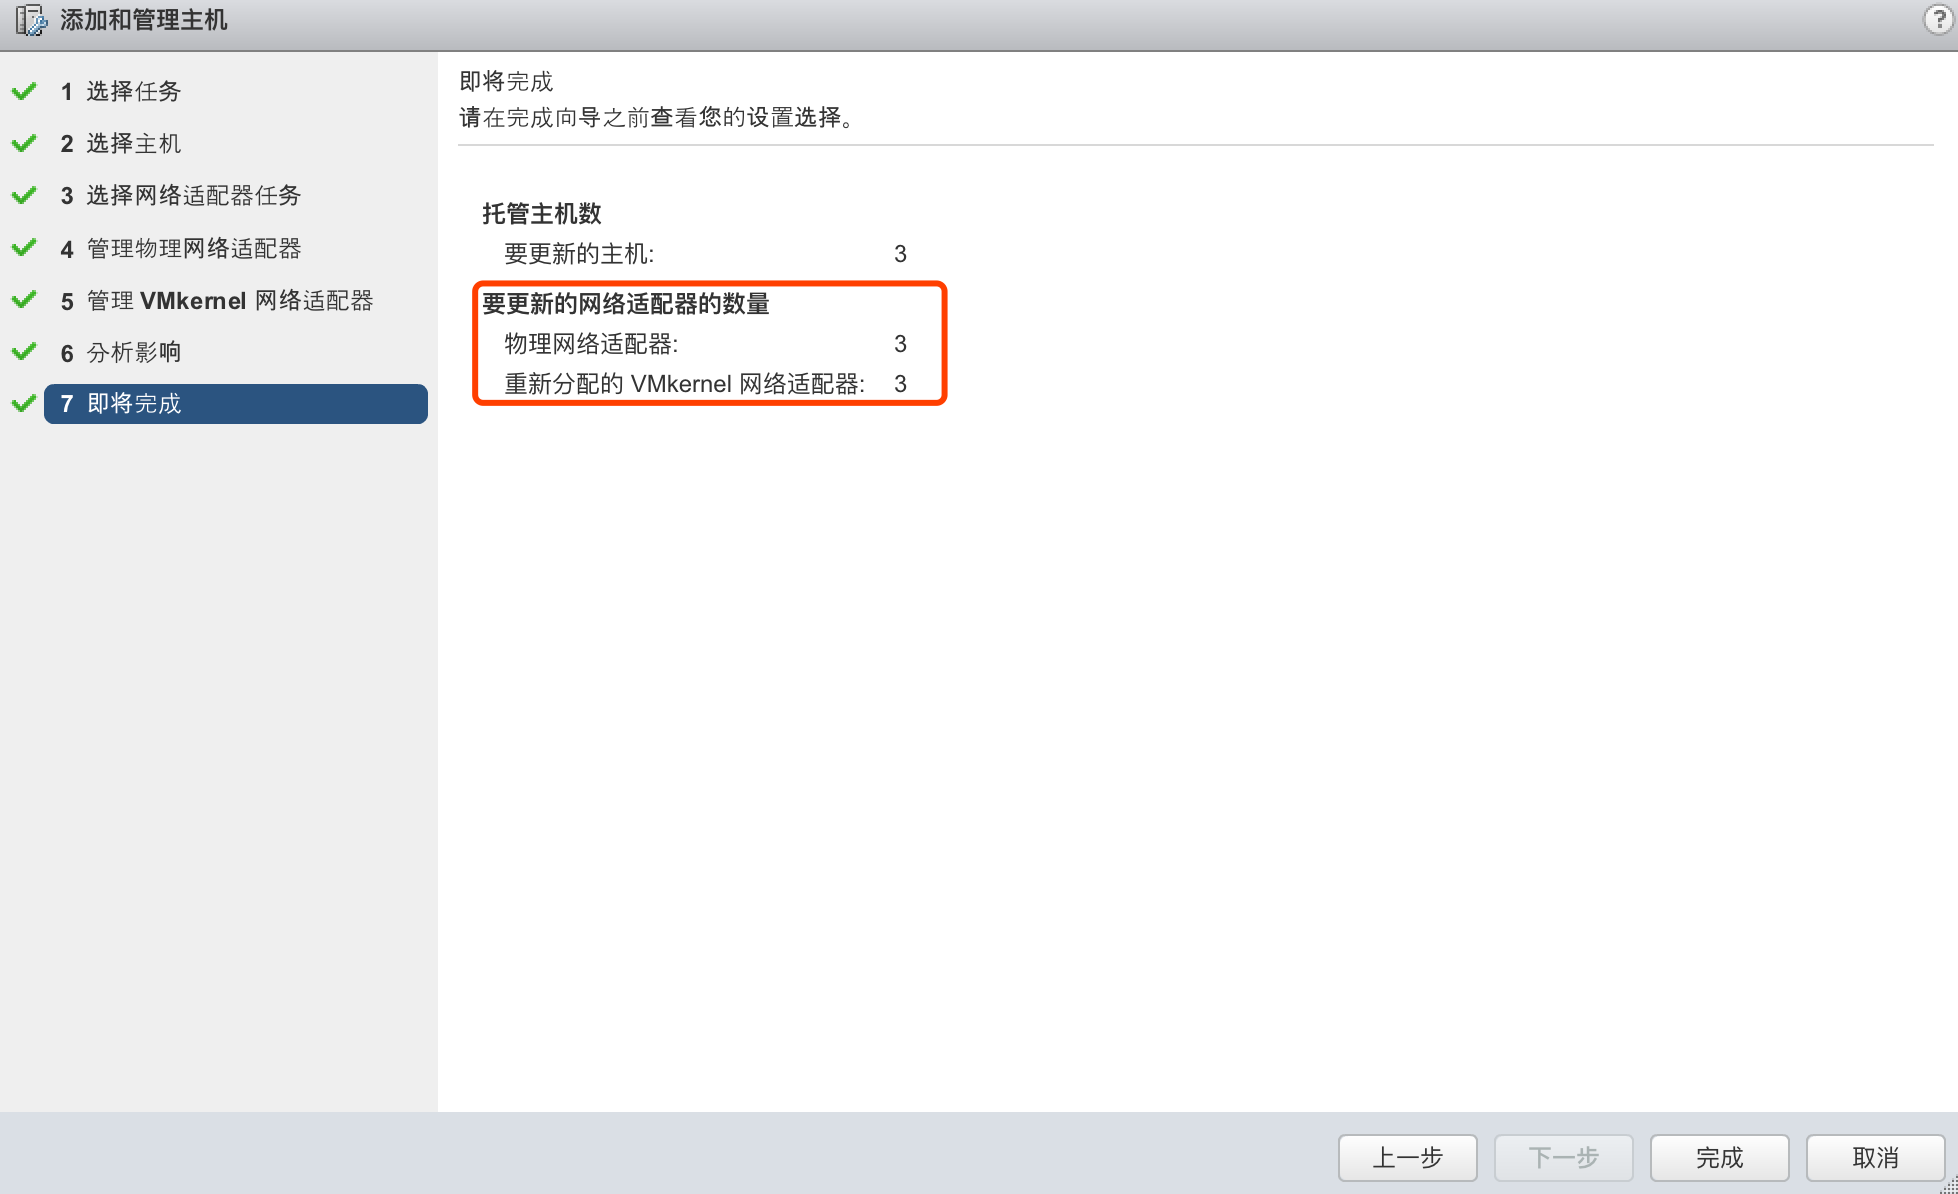 添加和管理主机
?
1 选择任务
2 选择主机
3 选择网络适配器任务
4 管理物理网络适配器
5 管理 VMkernel 网络适配器
6 分析影响
7 即将完成
即将完成
请在完成向导之前查看您的设置选择。
托管主机数
要更新的主机: 3
要更新的网络适配器的数量
物理网络适配器: 3
重新分配的 VMkernel 网络适配器: 3
上一步 下一步 完成 取消